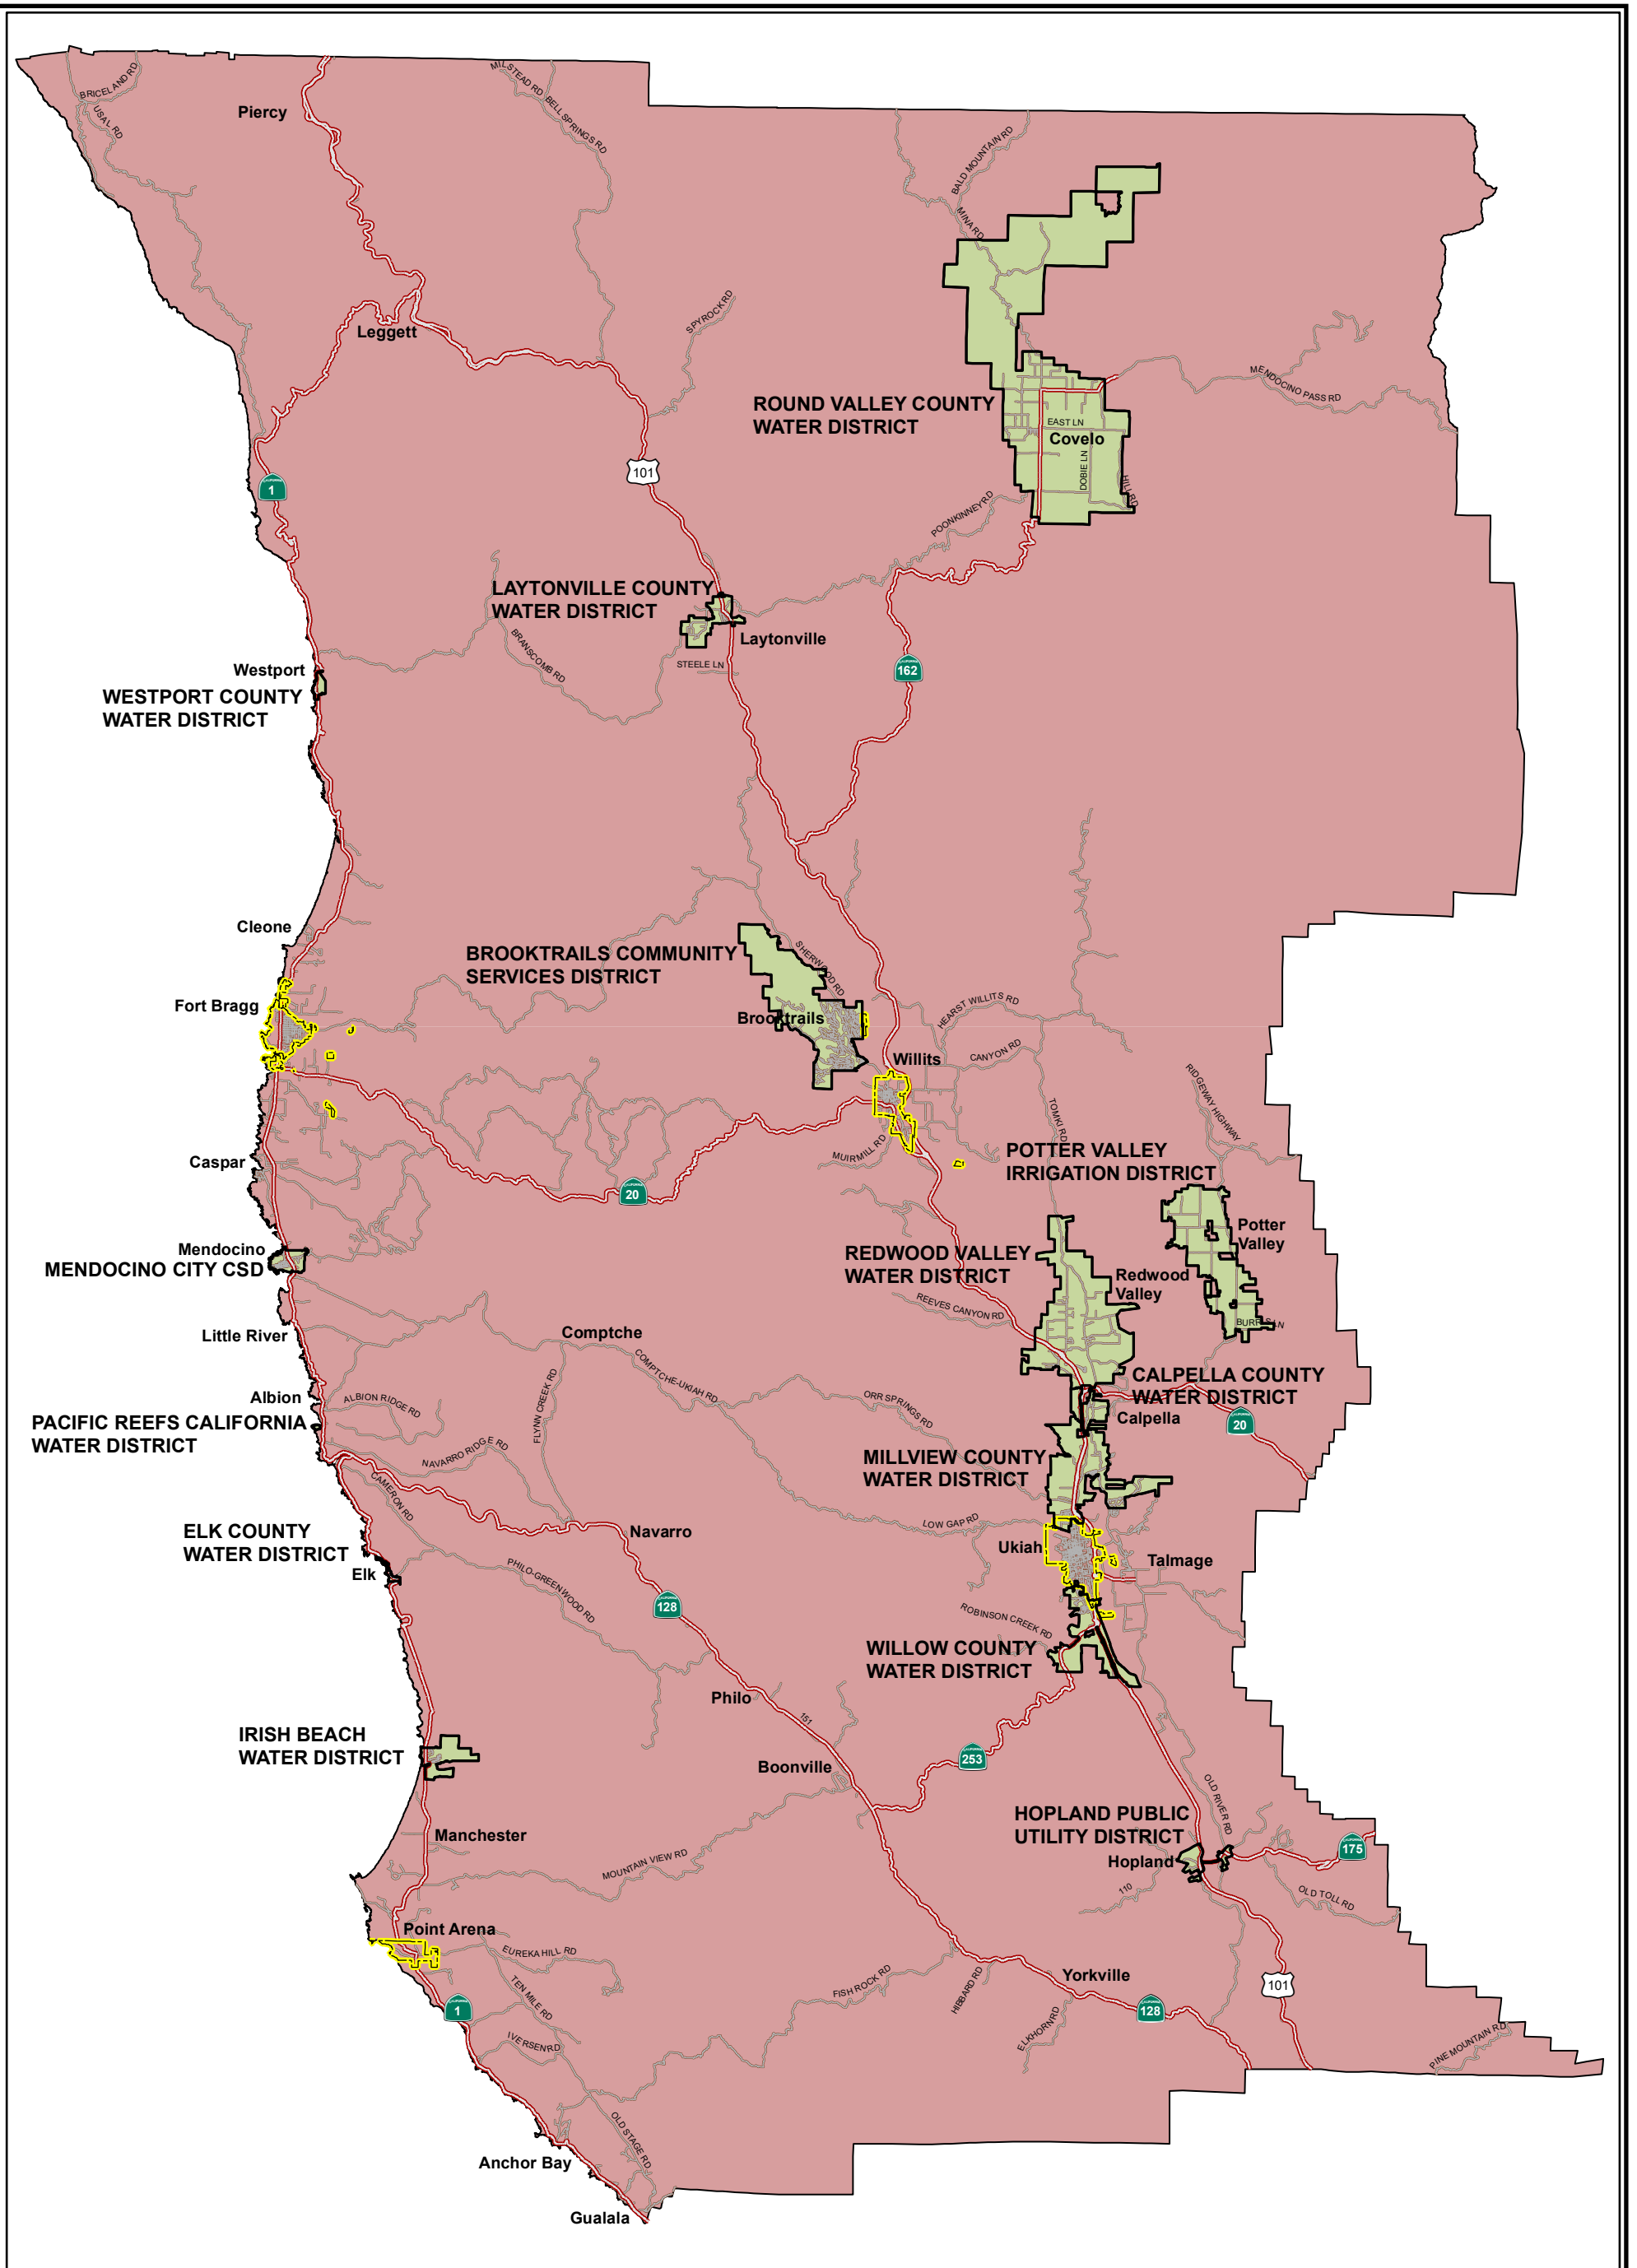 BRICELAND RD
USAL RD
Piercy
MILSTEAD RD
BELL SPRINGS RD
BALD MOUNTAIN RD
MINA RD
Leggett
SPYROCK RD
MENDOCINO PASS RD
ROUND VALLEY COUNTY
WATER DISTRICT
EAST LN
Covelo
DOBIE LN
HILL RD
CALIFORNIA
1
101
POONKINNEY RD
LAYTONVILLE COUNTY
WATER DISTRICT
Laytonville
STEELE LN
BRANSCOMB RD
CALIFORNIA
162
Westport
WESTPORT COUNTY
WATER DISTRICT
Cleone
Fort Bragg
BROOKTRAILS COMMUNITY
SERVICES DISTRICT
SHERWOOD RD
Brooktrails
HEARST WILLITS RD
CANYON RD
Willits
MUIRMILL RD
TOMKI RD
RIDGEWAY HIGHWAY
Caspar
CALIFORNIA
20
POTTER VALLEY
IRRIGATION DISTRICT
Potter
Valley
BURRIS LN
Mendocino
MENDOCINO CITY CSD
REDWOOD VALLEY
WATER DISTRICT
Redwood
Valley
REEVES CANYON RD
Little River
Comptche
COMPTCHE-UKIAH RD
FLYNN CREEK RD
ORR SPRINGS RD
CALPELLA COUNTY
WATER DISTRICT
Calpella
CALIFORNIA
20
Albion
ALBION RIDGE RD
PACIFIC REEFS CALIFORNIA
WATER DISTRICT
NAVARRO RIDGE RD
CAMERON RD
MILLVIEW COUNTY
WATER DISTRICT
LOW GAP RD
ELK COUNTY
WATER DISTRICT
Elk
Navarro
Ukiah
Talmage
PHILO-GREENWOOD RD
CALIFORNIA
128
ROBINSON CREEK RD
WILLOW COUNTY
WATER DISTRICT
Philo
151
IRISH BEACH
WATER DISTRICT
Boonville
CALIFORNIA
253
OLD RIVER RD
HOPLAND PUBLIC
UTILITY DISTRICT
Hopland
CALIFORNIA
175
110
OLD TOLL RD
Manchester
MOUNTAIN VIEW RD
Point Arena
EUREKA HILL RD
TEN MILE RD
CALIFORNIA
1
IVERSEN RD
FISH ROCK RD
HIBBARD RD
Yorkville
ELKHORN RD
CALIFORNIA
128
101
PINE MOUNTAIN RD
OLD STAGE RD
Anchor Bay
Gualala